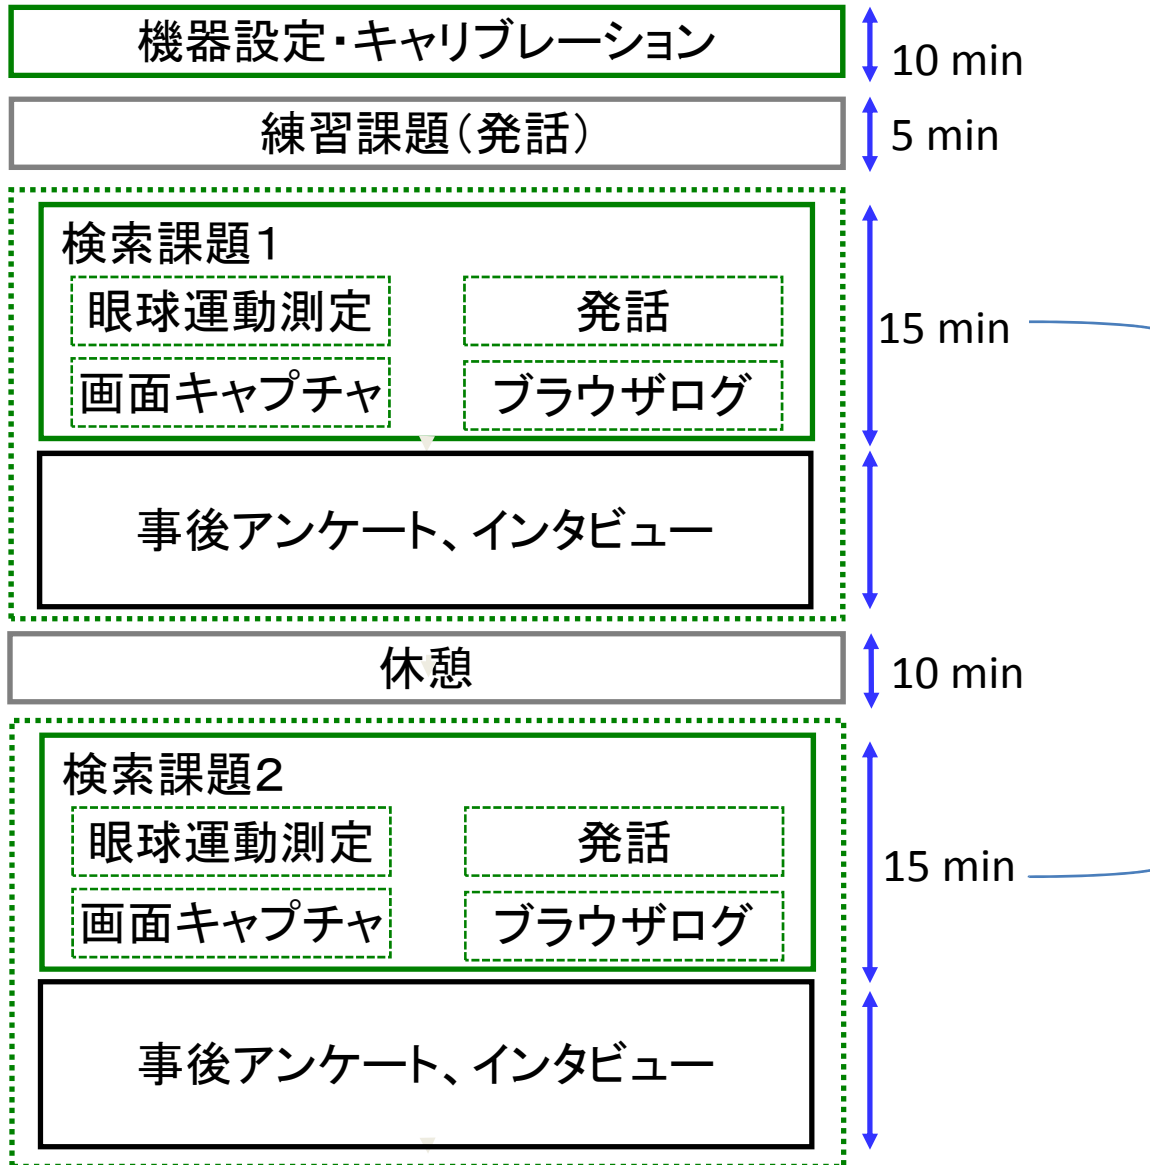 機器設定・キャリブレーション
10 min
練習課題（発話）
5 min
検索課題１
眼球運動測定
発話
画面キャプチャ
ブラウザログ
15 min
事後アンケート、インタビュー
休憩
10 min
検索課題２
眼球運動測定
発話
画面キャプチャ
ブラウザログ
15 min
事後アンケート、インタビュー